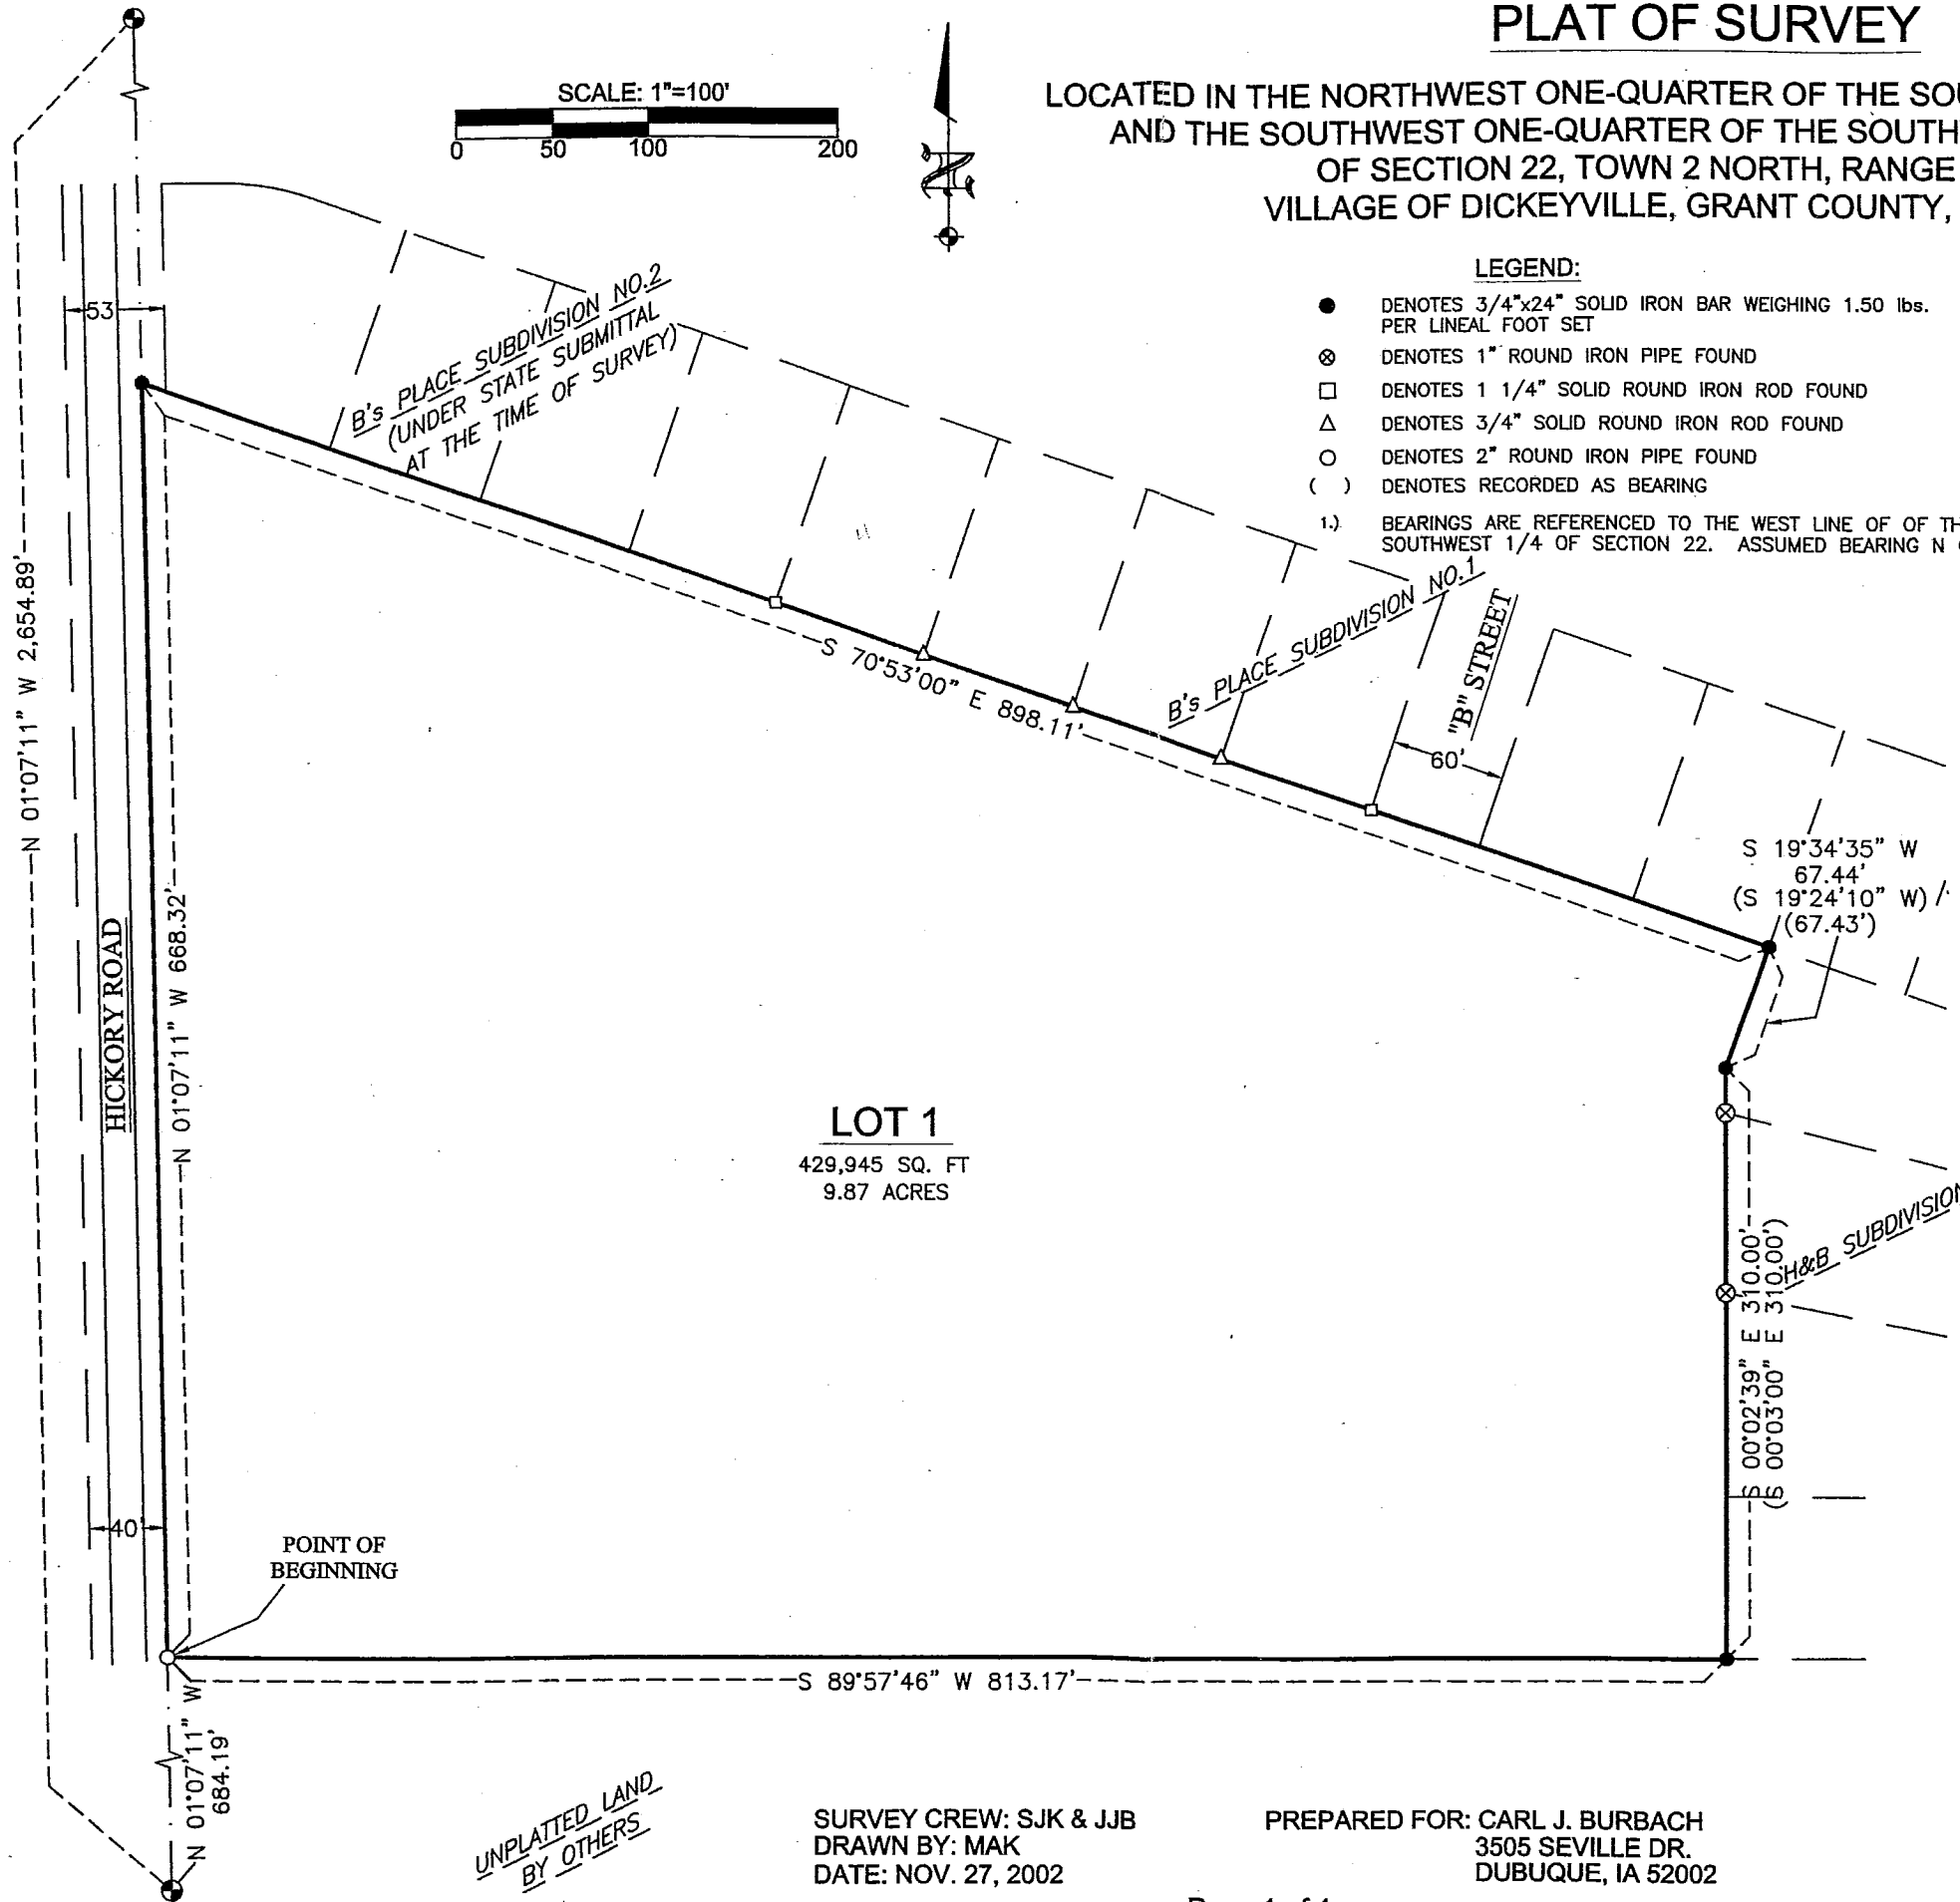 PLAT OF SURVEY
LOCATED IN THE NORTHWEST ONE-QUARTER OF THE
AND THE SOUTHWEST ONE-QUARTER OF THE
OF SECTION 22, TOWN 2 NORTH, RANGE
VILLAGE OF DICKEYVILLE, GRANT COUNTY,
SCALE: 1"=100'
0 50 100 200
N
LEGEND:
DENOTES 3/4"x24" SOLID IRON BAR WEIGHING 1.50 lbs.
PER LINEAL FOOT SET
DENOTES 1" ROUND IRON PIPE FOUND
DENOTES 1 1/4" SOLID ROUND IRON ROD FOUND
DENOTES 3/4" SOLID ROUND IRON ROD FOUND
DENOTES 2" ROUND IRON PIPE FOUND
( ) DENOTES RECORDED AS BEARING
1.) BEARINGS ARE REFERENCED TO THE WEST LINE OF OF
SOUTHWEST 1/4 OF SECTION 22. ASSUMED BEARING N
53'
B's PLACE SUBDIVISION NO.2
(UNDER STATE SUBMITTAL
AT THE TIME OF SURVEY)
N 01°07'11" W 2,654.89'
HICKORY ROAD
N 01°07'11" W 668.32'
S 70°53'00" E 898.11'
B's PLACE SUBDIVISION NO.1
"B" STREET
60'
S 19°34'35" W
67.44'
(S 19°24'10" W)
(67.43')
LOT 1
429,945 SQ. FT
9.87 ACRES
H&B SUBDIVISION
S 00°02'39" E 310.00'
(S 00°03'00" E 310.00')
40'
POINT OF
BEGINNING
S 89°57'46" W 813.17'
N 01°07'11" W
684.19'
UNPLATTED LAND
BY OTHERS
SURVEY CREW: SJK & JJB
DRAWN BY: MAK
DATE: NOV. 27, 2002
PREPARED FOR: CARL J. BURBACH
3505 SEVILLE DR.
DUBUQUE, IA 52002